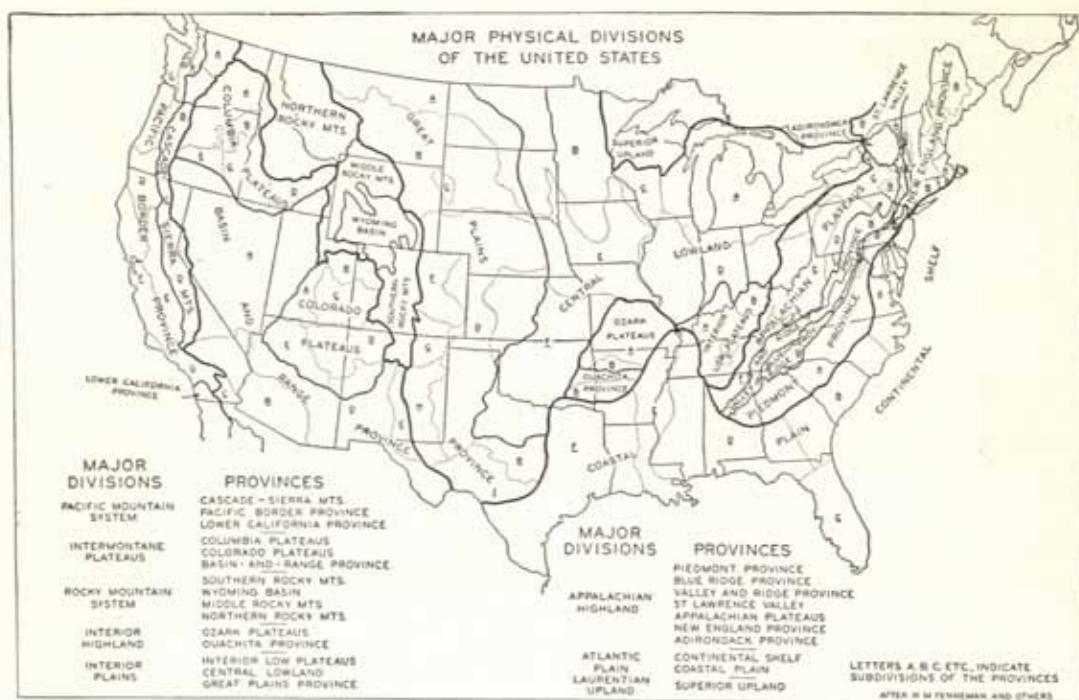 MAJOR PHYSICAL DIVISIONS
OF THE UNITED STATES
PACIFIC
BORDER
PROVINCE
CASCADE
SIERRA
MTS.
COLUMBIA
PLATEAUS
NORTHERN
ROCKY MTS.
MIDDLE
ROCKY MTS.
WYOMING
BASIN
SOUTHERN
ROCKY MTS.
BASIN
AND
RANGE
PROVINCE
COLORADO
PLATEAUS
LOWER CALIFORNIA
PROVINCE
GREAT
PLAINS
PROVINCE
CENTRAL
LOWLAND
SUPERIOR
UPLAND
OZARK
PLATEAUS
OUACHITA
PROVINCE
INTERIOR
LOW PLATEAUS
APPALACHIAN
PLATEAUS
PIEDMONT
PROVINCE
ADIRONDACK
PROVINCE
ST. LAWRENCE
VALLEY
NEW ENGLAND PROVINCE
COASTAL
PLAIN
CONTINENTAL
SHELF
MAJOR
DIVISIONS
PROVINCES
PACIFIC MOUNTAIN
SYSTEM
CASCADE-SIERRA MTS.
PACIFIC BORDER PROVINCE
LOWER CALIFORNIA PROVINCE
INTERMONTANE
PLATEAUS
COLUMBIA PLATEAUS
COLORADO PLATEAUS
BASIN-AND-RANGE PROVINCE
ROCKY MOUNTAIN
SYSTEM
SOUTHERN ROCKY MTS.
WYOMING BASIN
MIDDLE ROCKY MTS.
NORTHERN ROCKY MTS.
INTERIOR
HIGHLAND
OZARK PLATEAUS
OUACHITA PROVINCE
INTERIOR
PLAINS
INTERIOR LOW PLATEAUS
CENTRAL LOWLAND
GREAT PLAINS PROVINCE
MAJOR
DIVISIONS
PROVINCES
APPALACHIAN
HIGHLAND
PIEDMONT PROVINCE
BLUE RIDGE PROVINCE
VALLEY AND RIDGE PROVINCE
ST LAWRENCE VALLEY
APPALACHIAN PLATEAUS
NEW ENGLAND PROVINCE
ADIRONDACK PROVINCE
ATLANTIC
PLAIN
CONTINENTAL SHELF
COASTAL PLAIN
LAURENTIAN
UPLAND
SUPERIOR UPLAND
LETTERS A, B, C, ETC., INDICATE
SUBDIVISIONS OF THE PROVINCES
AFTER N M FENNEMAN AND OTHERS